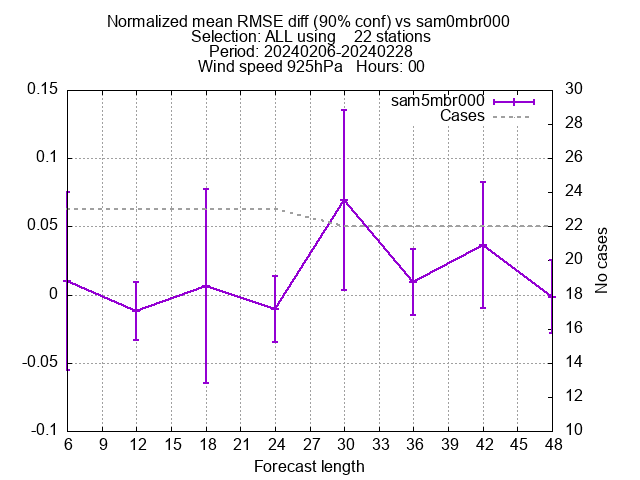 Normalized mean RMSE diff (90% conf) vs sam0mbr000
Selection: ALL using    22 stations
Period: 20240206-20240228
Wind speed 925hPa   Hours: 00
sam5mbr000
Cases
0.15
0.1
0.05
0
-0.05
-0.1
30
28
26
24
22
20
18
16
14
12
10
No cases
6 9 12 15 18 21 24 27 30 33 36 39 42 45 48
Forecast length